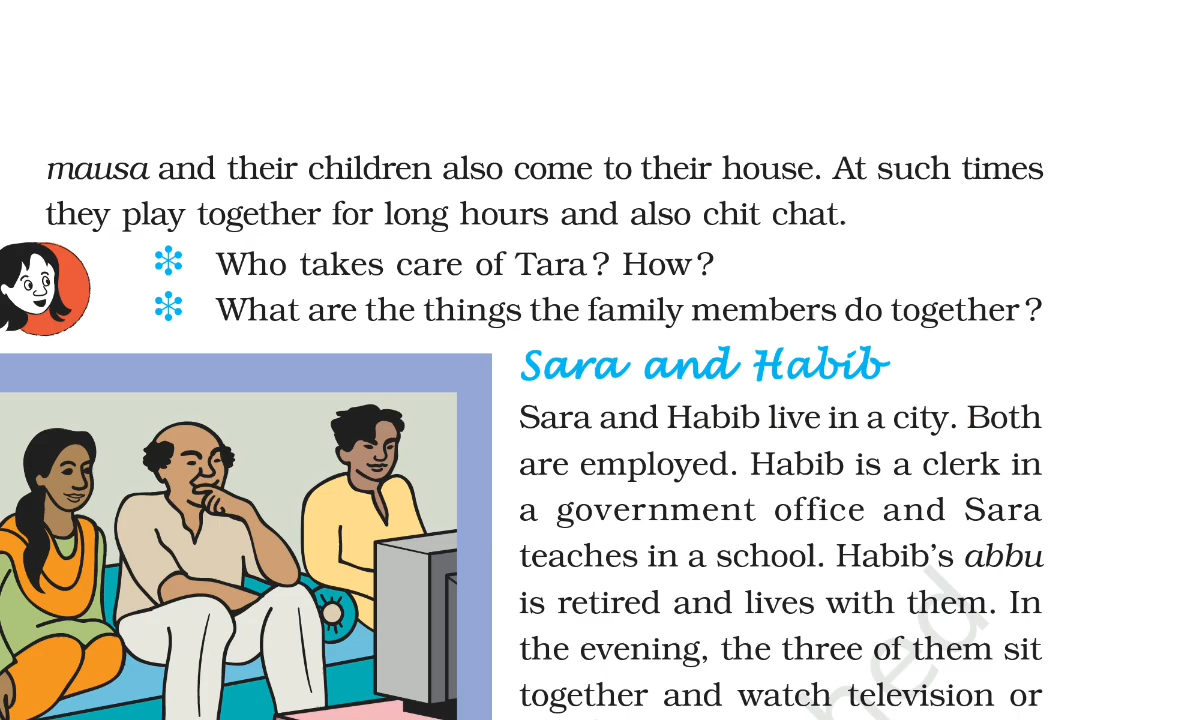 mausa and their children also come to their house. At such times
they play together for long hours and also chit chat.
Who takes care of Tara? How?
What are the things the family members do together?
Sara and Habib
Sara and Habib live in a city. Both
are employed. Habib is a clerk in
a government office and Sara
teaches in a school. Habib's abbu
is retired and lives with them. In
the evening, the three of them sit
together and watch television or